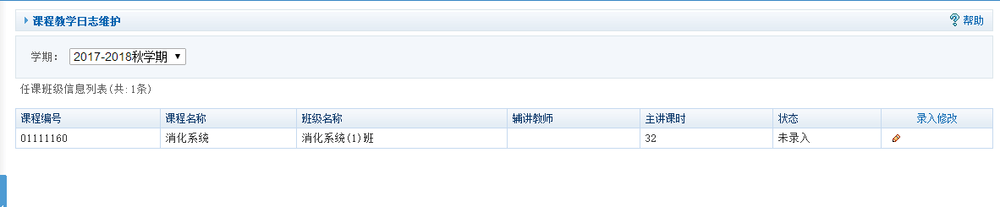 课程教学日志维护 帮助
学期： 2017-2018秋学期
任课班级信息列表(共:1条)
课程编号 课程名称 班级名称 辅讲教师 主讲课时 状态 录入修改
01111160 消化系统 消化系统(1)班 32 未录入